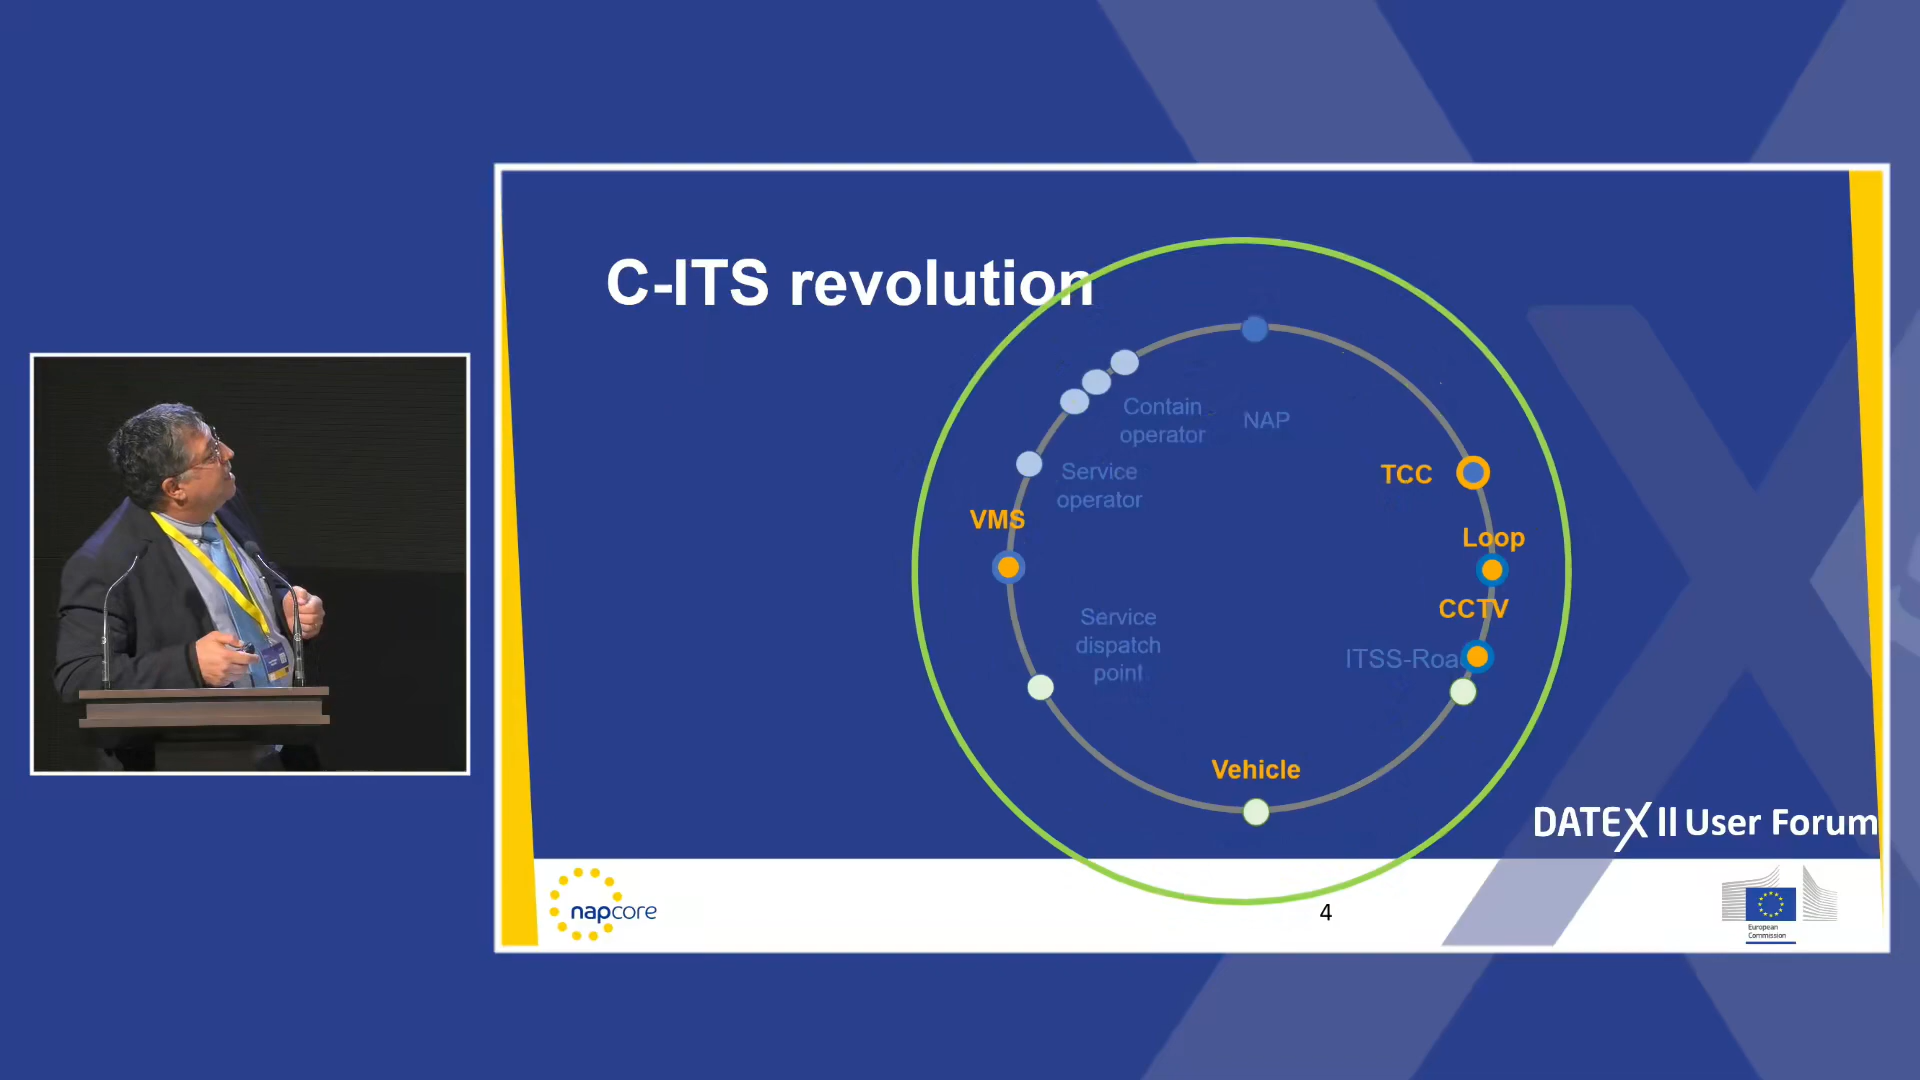 C-ITS revolution
Contain
operator
NAP
TCC
Service
operator
VMS
Loop
CCTV
Service
dispatch
point
ITSS-Roa
Vehicle
DATEX II User Forum
napcore
4
European
Commission